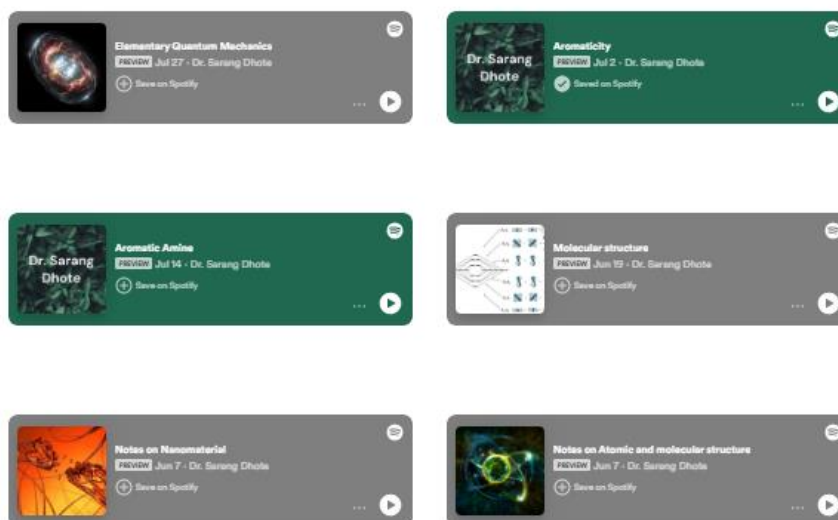 Elementary Quantum Mechanics
PREVIEW Jul 27 · Dr. Sarang Dhote
Save on Spotify
Dr. Sarang
Dhote
Aromaticity
PREVIEW Jul 2 · Dr. Sarang Dhote
Saved on Spotify
Dr. Sarang
Dhote
Aromatic Amine
PREVIEW Jul 14 · Dr. Sarang Dhote
Save on Spotify
Molecular structure
PREVIEW Jun 19 · Dr. Sarang Dhote
Save on Spotify
Notes on Nanomaterial
PREVIEW Jun 7 · Dr. Sarang Dhote
Save on Spotify
Notes on Atomic and molecular structure
PREVIEW Jun 7 · Dr. Sarang Dhote
Save on Spotify